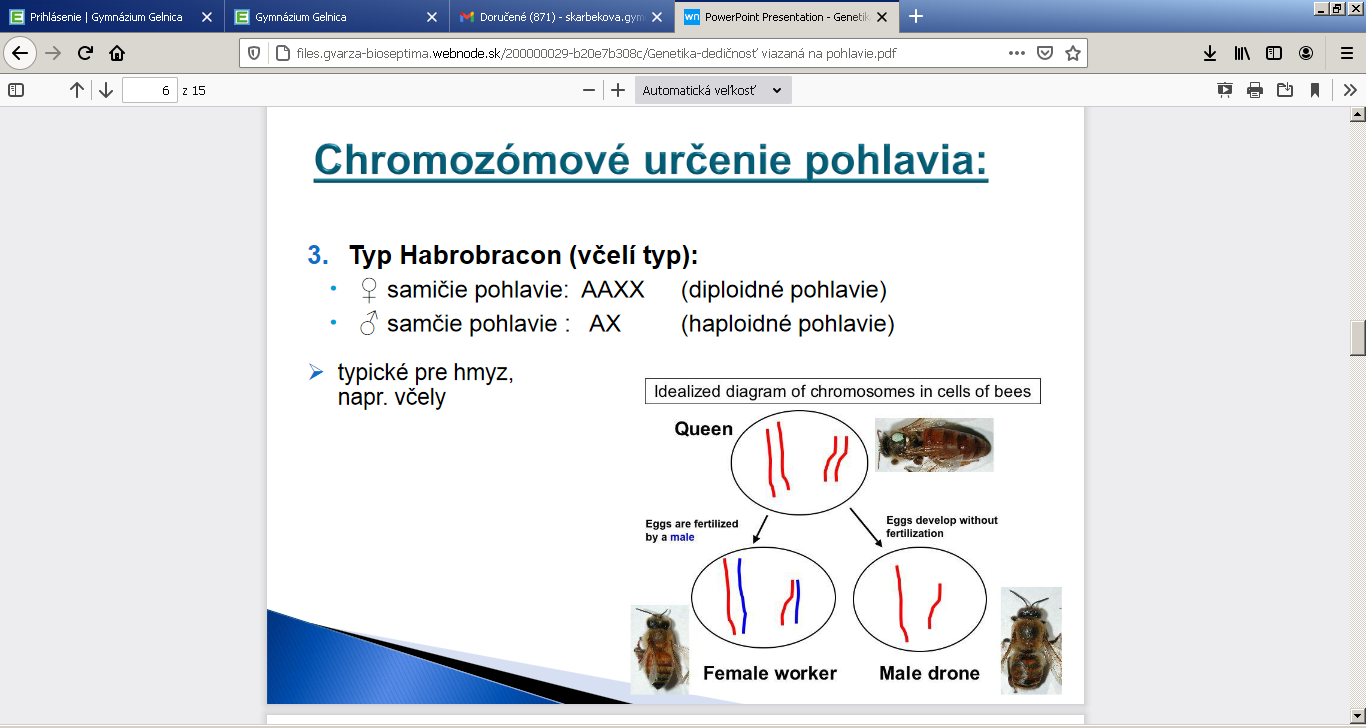 Prihlásenie | Gymnázium Gelnica
Gymnázium Gelnica
Doručené (871) - skarbekova.gym
PowerPoint Presentation - Genetik
files.gvarza-bioseptima.webnode.sk/200000029-b20e7b308c/Genetika-dedičnosť viazaná na pohlavie.pdf
6 z 15
Automatická veľkosť
Chromozómové určenie pohlavia:
3. Typ Habrobracon (včelí typ):
• ♀ samičie pohlavie: AAXX (diploidné pohlavie)
• ♂ samčie pohlavie : AX (haploidné pohlavie)
➢ typické pre hmyz,
napr. včely
Idealized diagram of chromosomes in cells of bees
Queen
Eggs are fertilized
by a male
Eggs develop without
fertilization
Female worker
Male drone